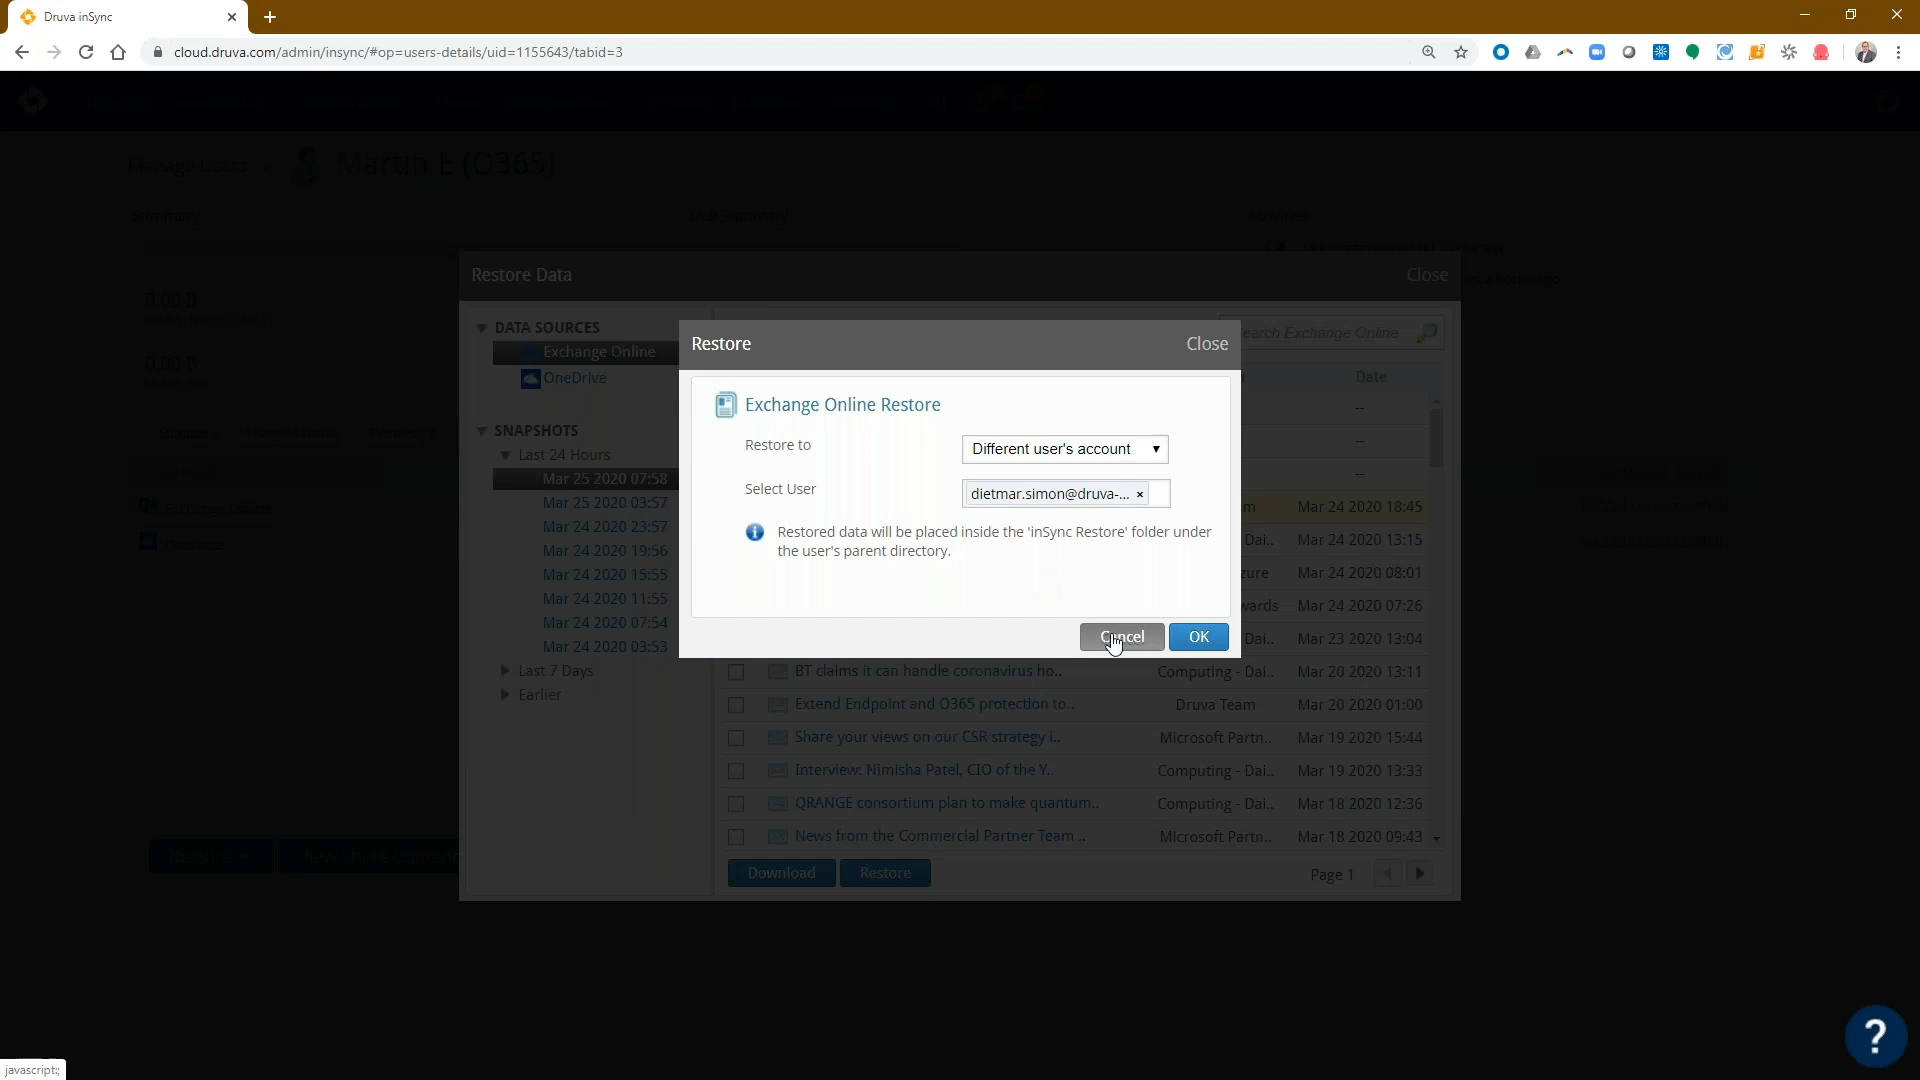 Druva inSync
cloud.druva.com/admin/insync/#op=users-details/uid=1155643/tabid=3
Manage Users
Martin E (O365)
Summary
DLP Summary
Restore Data
Close
DATA SOURCES
Exchange Online
OneDrive
SNAPSHOTS
Last 24 Hours
Mar 25 2020 07:58
Mar 25 2020 03:57
Mar 24 2020 23:57
Mar 24 2020 19:56
Mar 24 2020 15:55
Mar 24 2020 11:55
Mar 24 2020 07:54
Mar 24 2020 03:53
Last 7 Days
Earlier
Restore
Close
Exchange Online Restore
Restore to
Different user's account
Select User
dietmar.simon@druva-... ×
Restored data will be placed inside the 'inSync Restore' folder under
the user's parent directory.
Cancel
OK
earch Exchange Online
Date
--
--
--
m Mar 24 2020 18:45
Dai.. Mar 24 2020 13:15
zure Mar 24 2020 08:01
wards Mar 24 2020 07:26
Dai.. Mar 23 2020 13:04
BT claims it can handle coronavirus ho.. Computing - Dai.. Mar 20 2020 13:11
Extend Endpoint and O365 protection to.. Druva Team Mar 20 2020 01:00
Share your views on our CSR strategy i.. Microsoft Partn.. Mar 19 2020 15:44
Interview: Nimisha Patel, CIO of the Y.. Computing - Dai.. Mar 19 2020 13:33
QRANGE consortium plan to make quantum.. Computing - Dai.. Mar 18 2020 12:36
News from the Commercial Partner Team .. Microsoft Partn.. Mar 18 2020 09:43
Download
Restore
Page 1
?
javascript:;